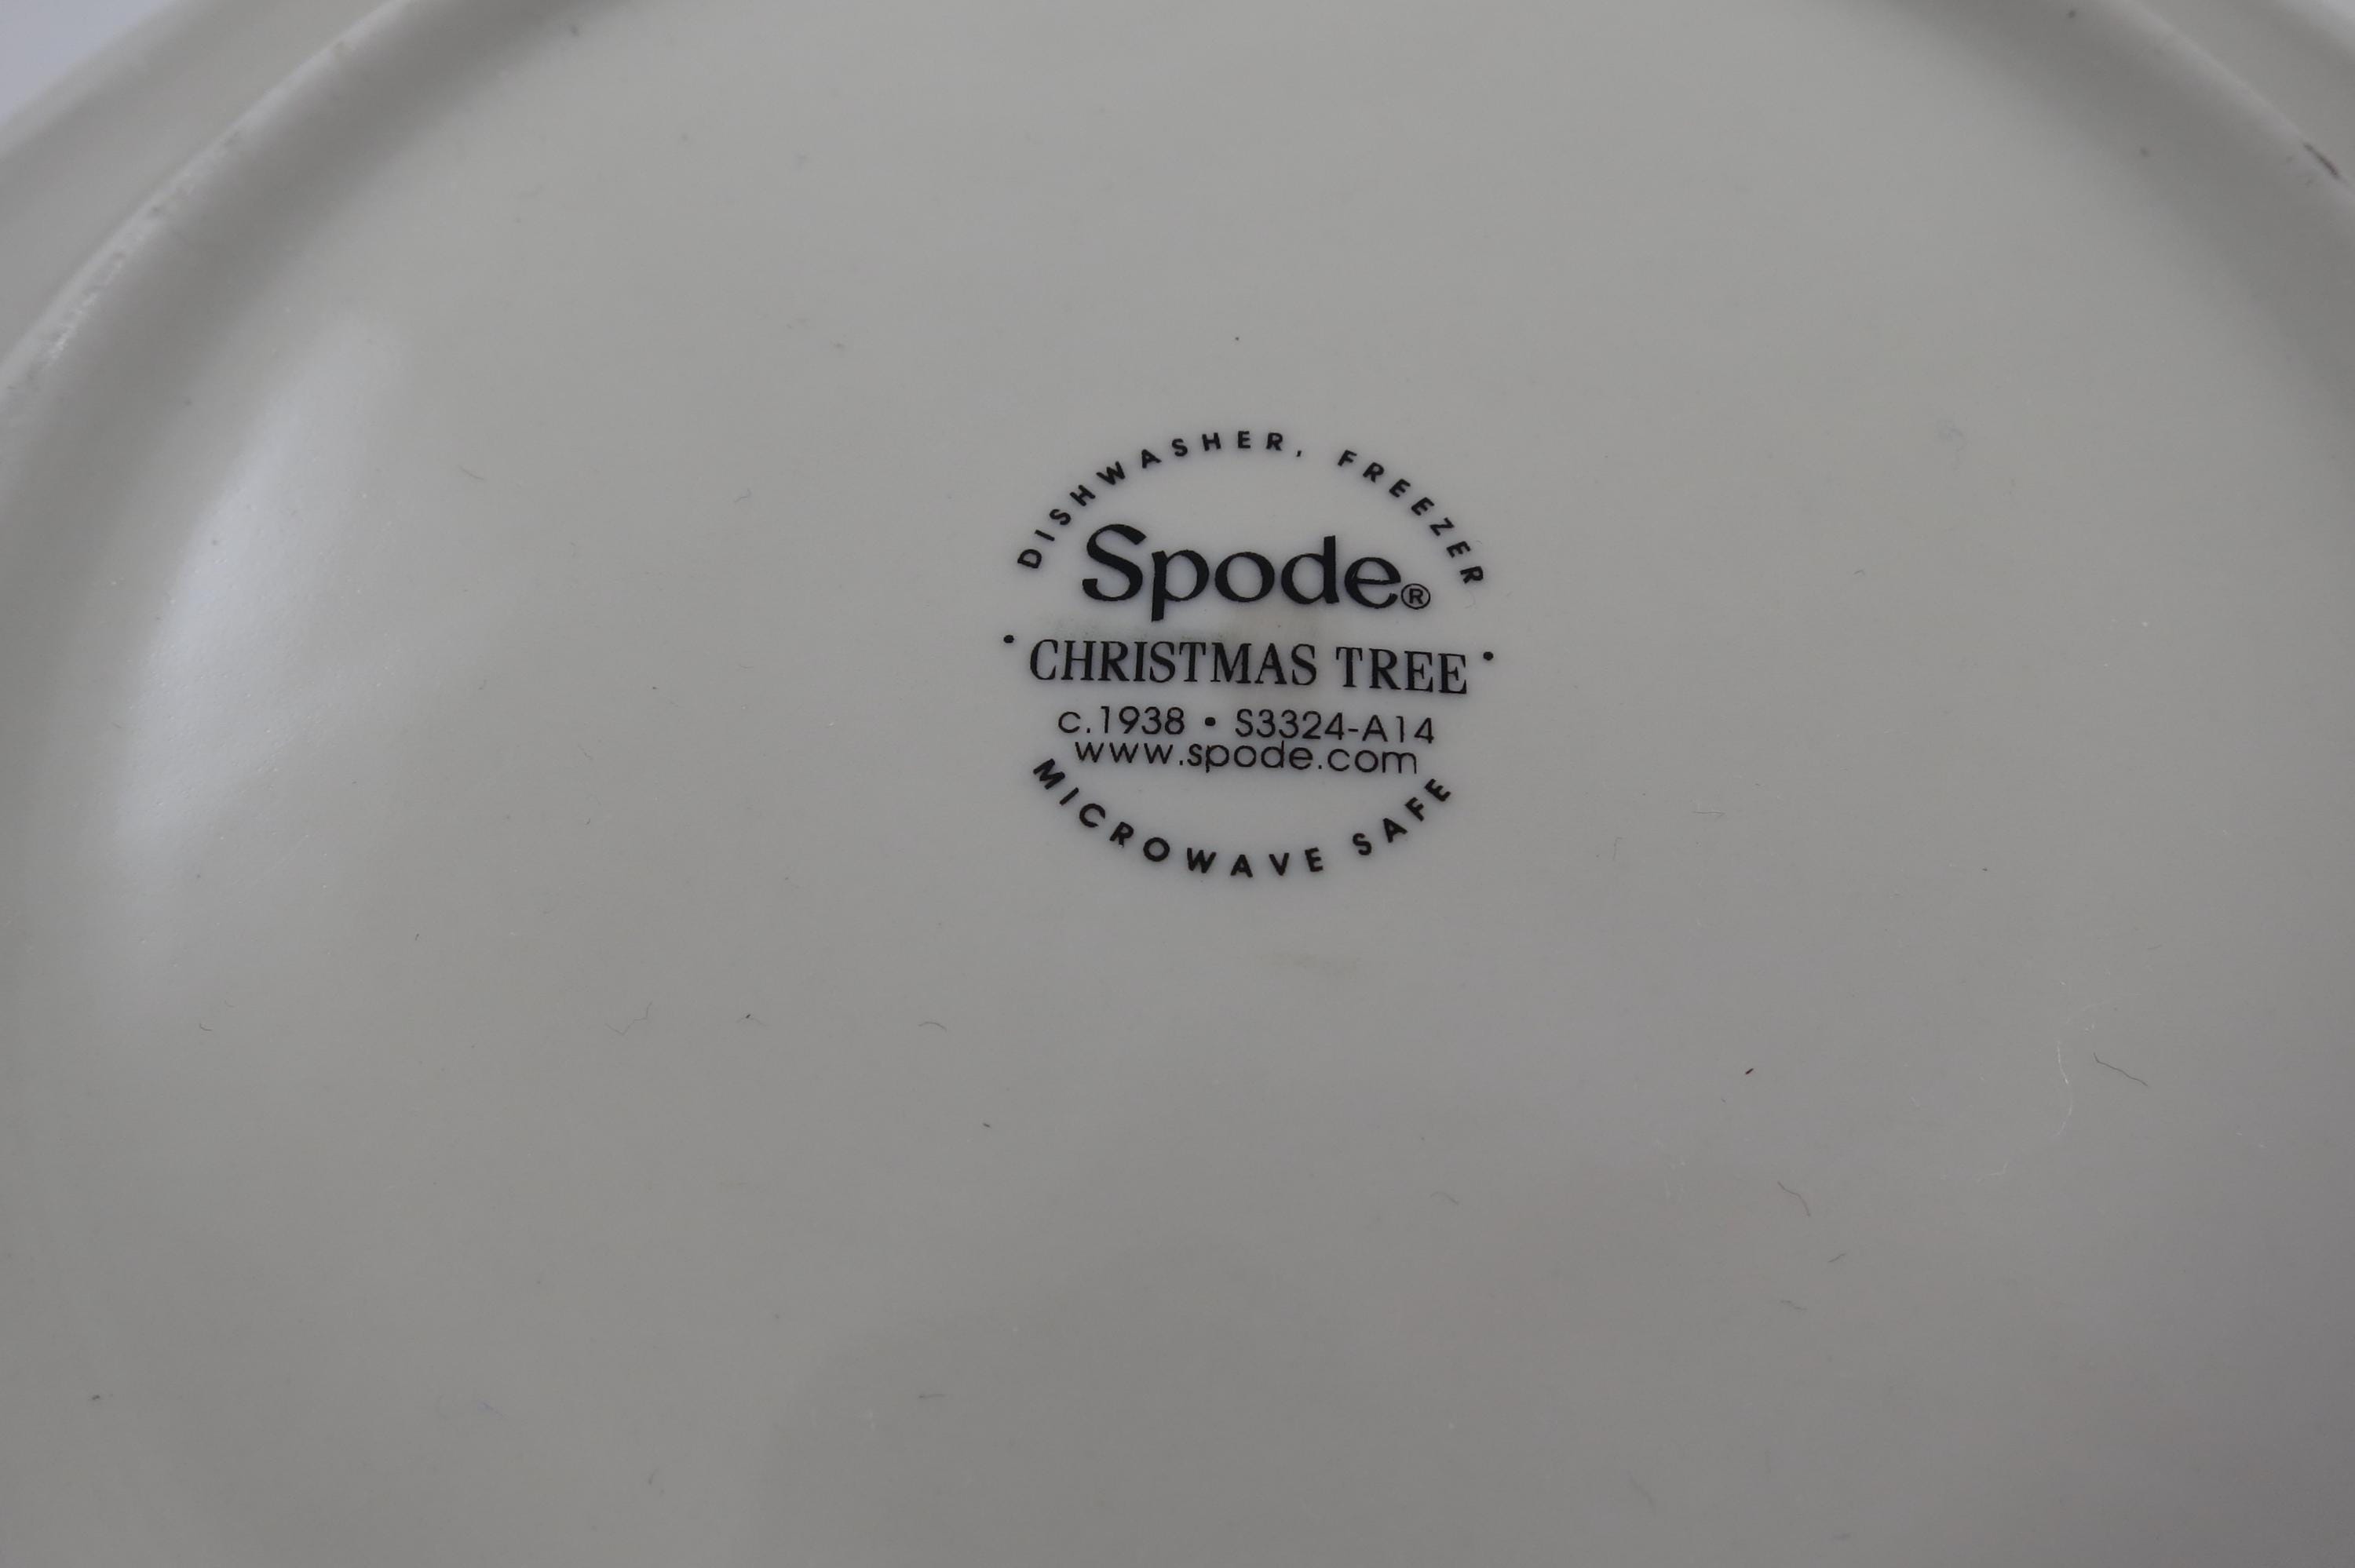 DISHWASHER, FREEZER
Spode®
• CHRISTMAS TREE •
c.1938 • S3324-A14
www.spode.com
MICROWAVE SAFE